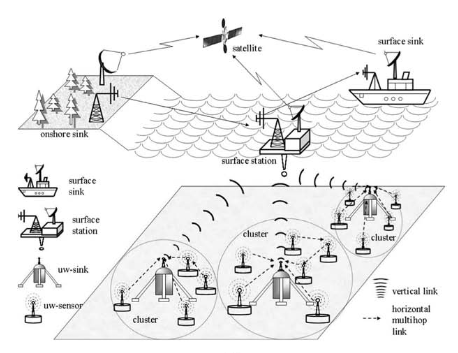 satellite
surface sink
onshore sink
surface station
surface
sink
surface
station
uw-sink
uw-sensor
cluster
cluster
cluster
vertical link
horizontal
multihop
link